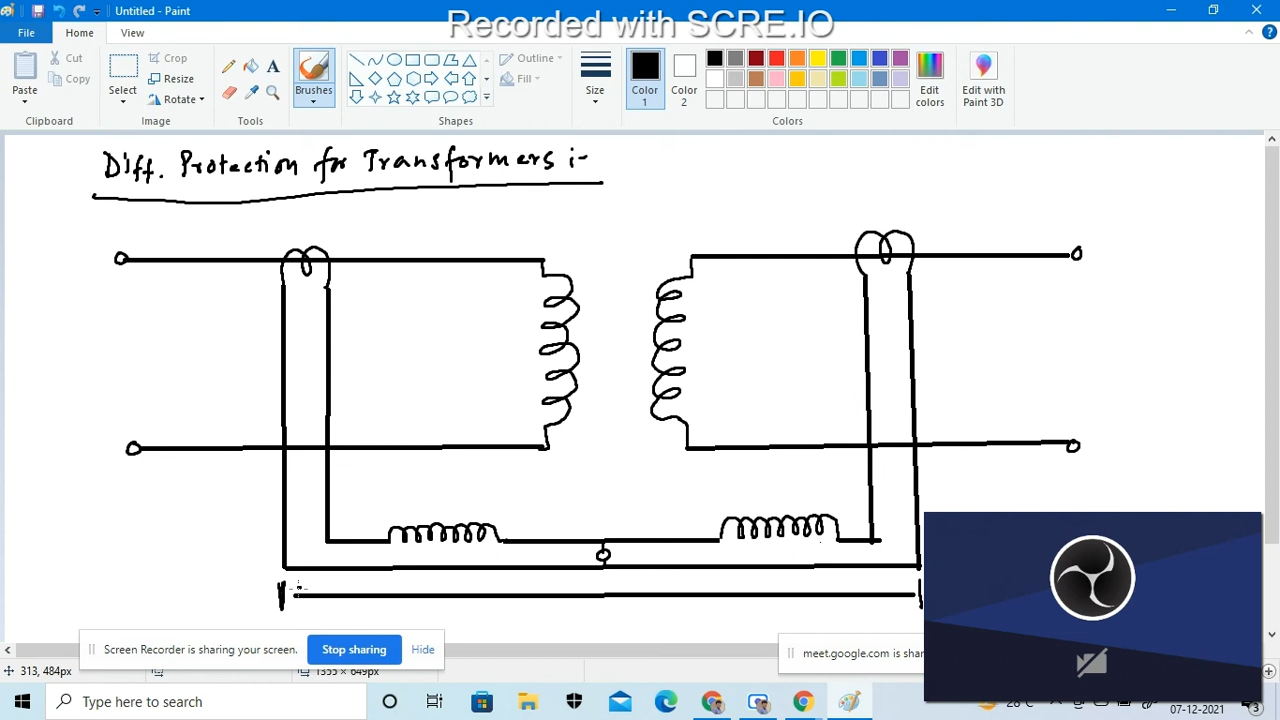 Untitled - Paint
Recorded with SCRE.IO
File Home View
Cut
Copy
Paste
Clipboard
Crop
Resize
Rotate
Select
Image
A
Tools
Brushes
Outline
Fill
Shapes
Size
Color 1
Color 2
Edit colors
Edit with Paint 3D
Colors
Diff. Protection for Transformers :-
Screen Recorder is sharing your screen.
Stop sharing
Hide
meet.google.com is shar
313, 484px
1355 × 649px
Type here to search
28°C
07-12-2021
3